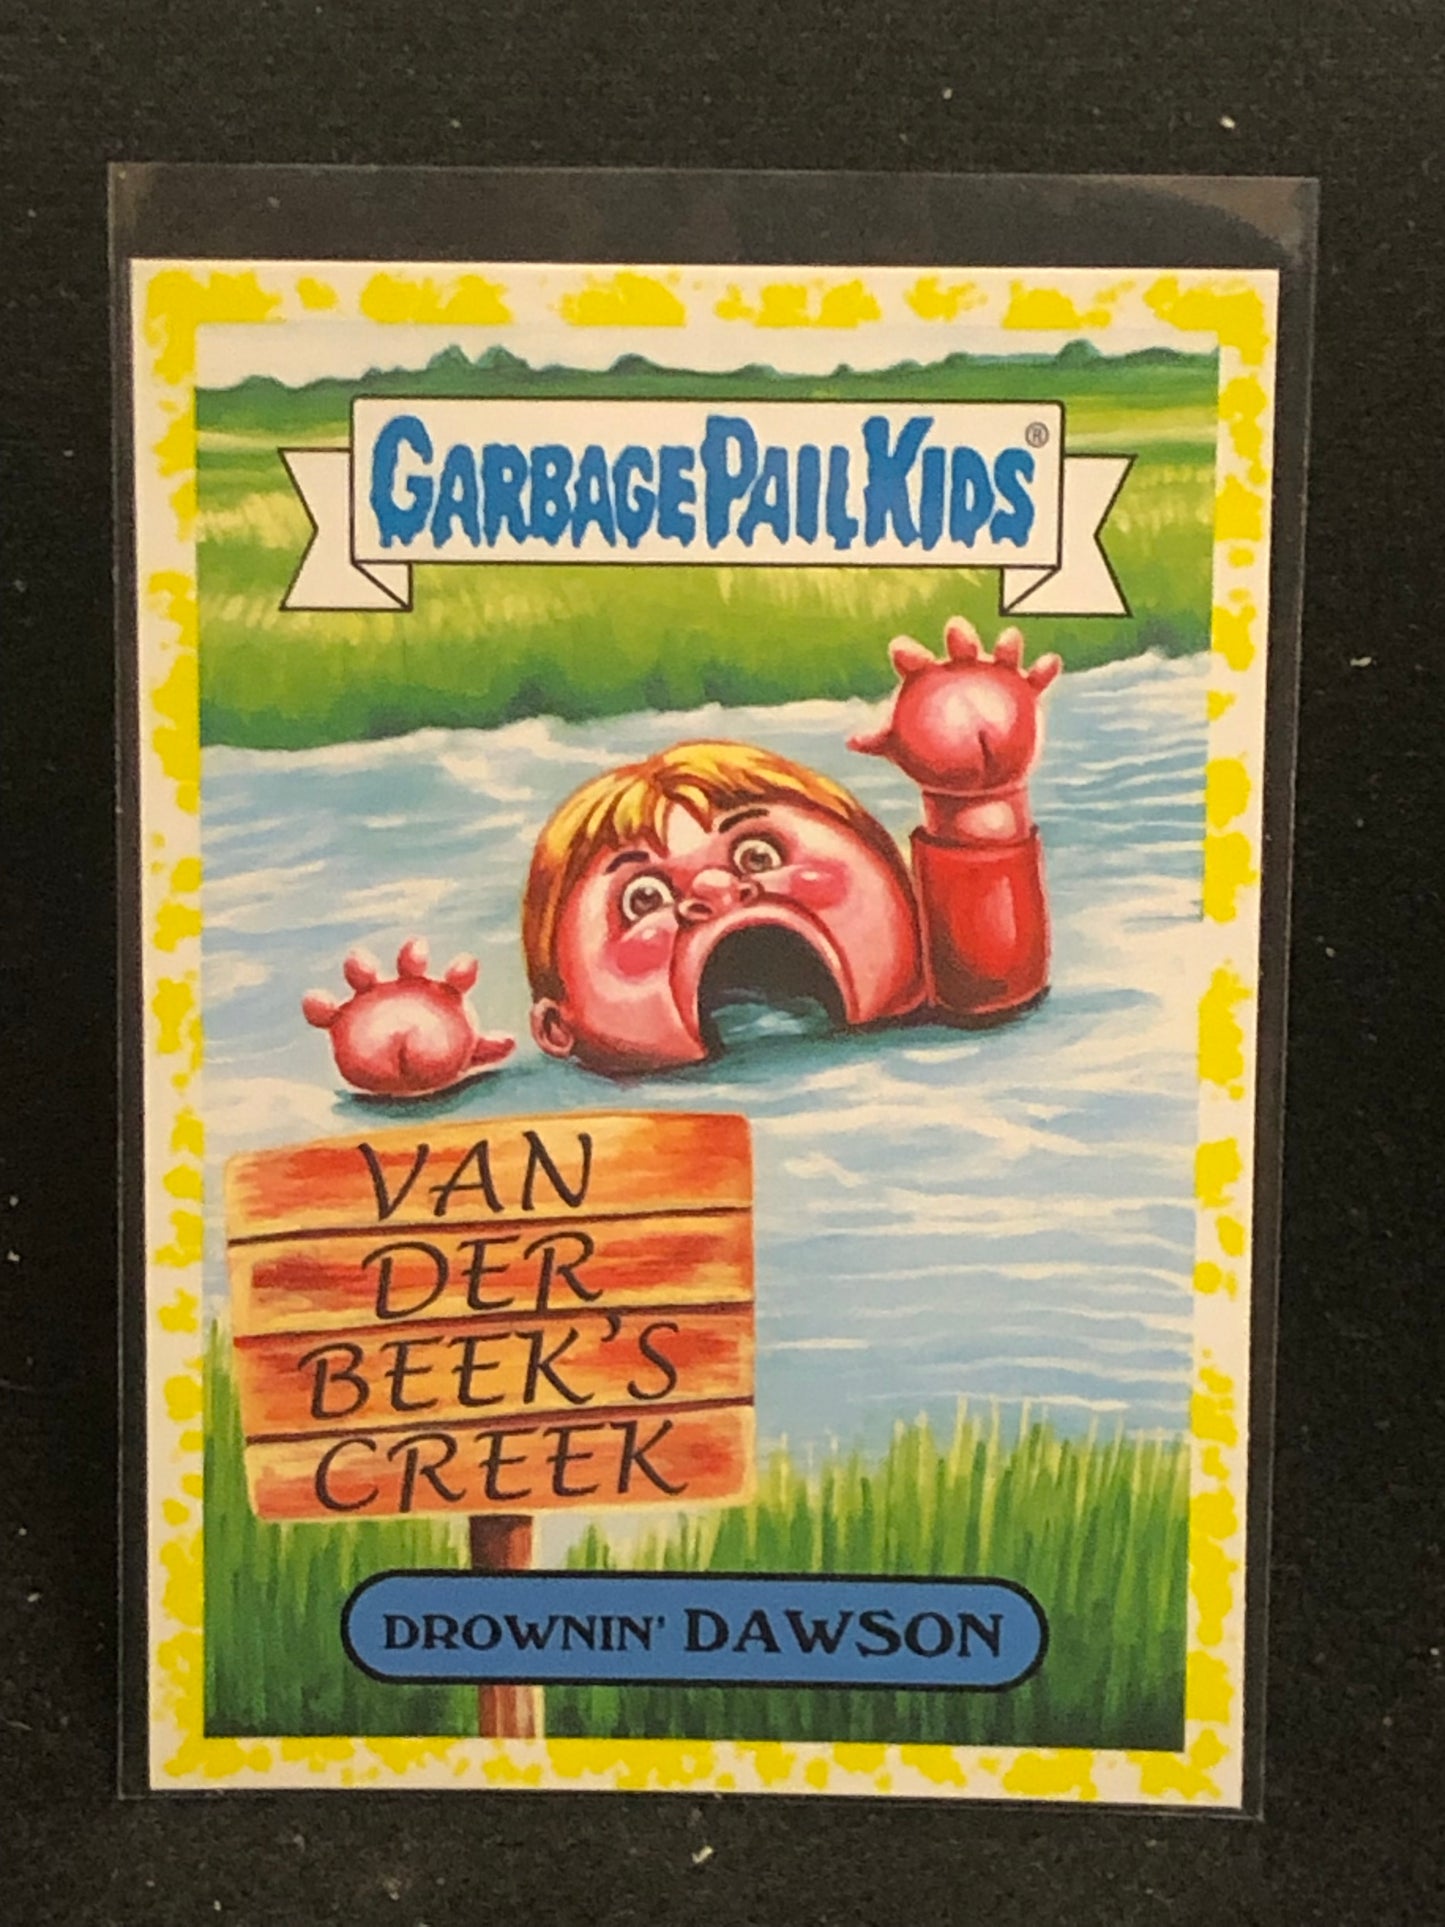 GARBAGE PAIL KIDS®
VAN
DER
BEEK'S
CREEK
DROWNIN' DAWSON